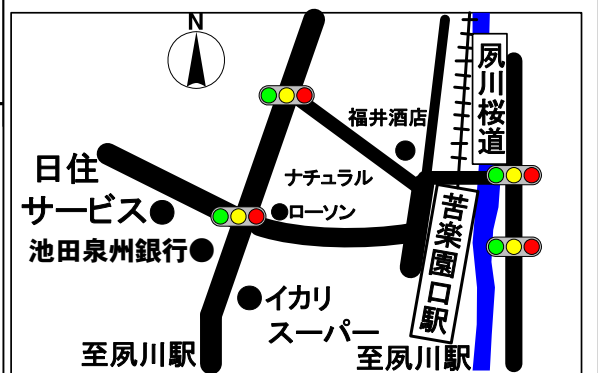 N
夙川桜道
福井酒店
ナチュラル
日住
サービス
ローソン
池田泉州銀行
苦楽園口駅
イカリ
スーパー
至夙川駅
至夙川駅